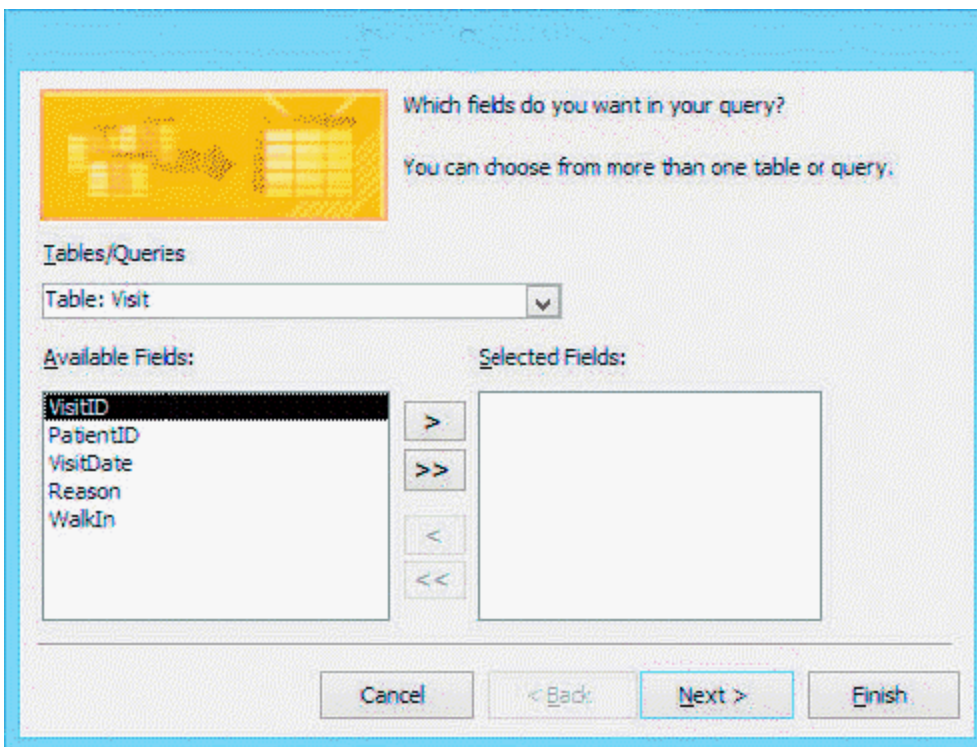 Which fields do you want in your query?
You can choose from more than one table or query.
Tables/Queries
Table: Visit
Available Fields:
Selected Fields:
VisitID
PatientID
VisitDate
Reason
WalkIn
>
>>
<
<<
Cancel
< Back
Next >
Finish